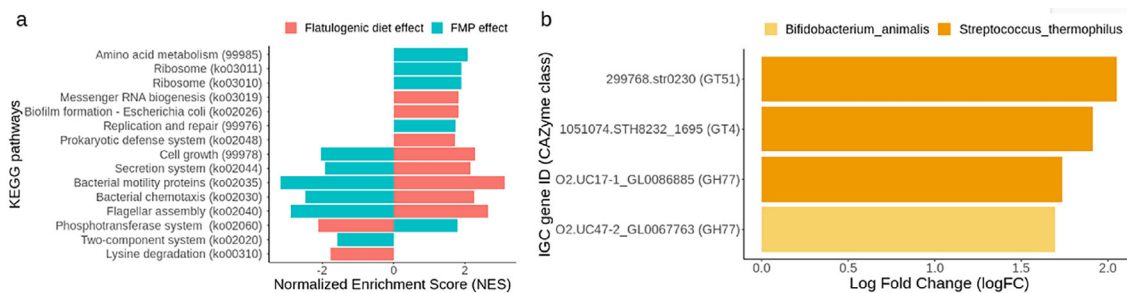 a
Flatulogenic diet effect FMP effect
KEGG pathways
Amino acid metabolism (99985)
Ribosome (ko03011)
Ribosome (ko03010)
Messenger RNA biogenesis (ko03019)
Biofilm formation - Escherichia coli (ko02026)
Replication and repair (99976)
Prokaryotic defense system (ko02048)
Cell growth (99978)
Secretion system (ko02044)
Bacterial motility proteins (ko02035)
Bacterial chemotaxis (ko02030)
Flagellar assembly (ko02040)
Phosphotransferase system (ko02060)
Two-component system (ko02020)
Lysine degradation (ko00310)
-2 0 2
Normalized Enrichment Score (NES)
b
Bifidobacterium_animalis Streptococcus_thermophilus
IGC gene ID (CAZyme class)
299768.str0230 (GT51)
1051074.STH8232_1695 (GT4)
O2.UC17-1_GL0086885 (GH77)
O2.UC47-2_GL0067763 (GH77)
0.0 0.5 1.0 1.5 2.0
Log Fold Change (logFC)